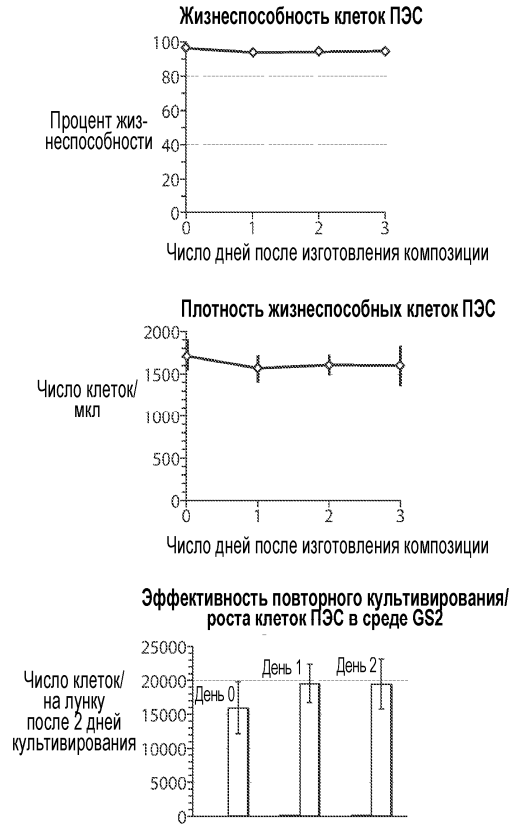 Жизнеспособность клеток ПЭС
100
80
60
40
20
0
Процент жиз-
неспособности
0 1 2 3
Число дней после изготовления композиции
Плотность жизнеспособных клеток ПЭС
2000
1500
1000
500
0
Число клеток/
мкл
0 1 2 3
Число дней после изготовления композиции
Эффективность повторного культивирования/
роста клеток ПЭС в среде GS2
25000
20000
15000
10000
5000
0
Число клеток/
на лунку
после 2 дней
культивирования
День 0
День 1
День 2